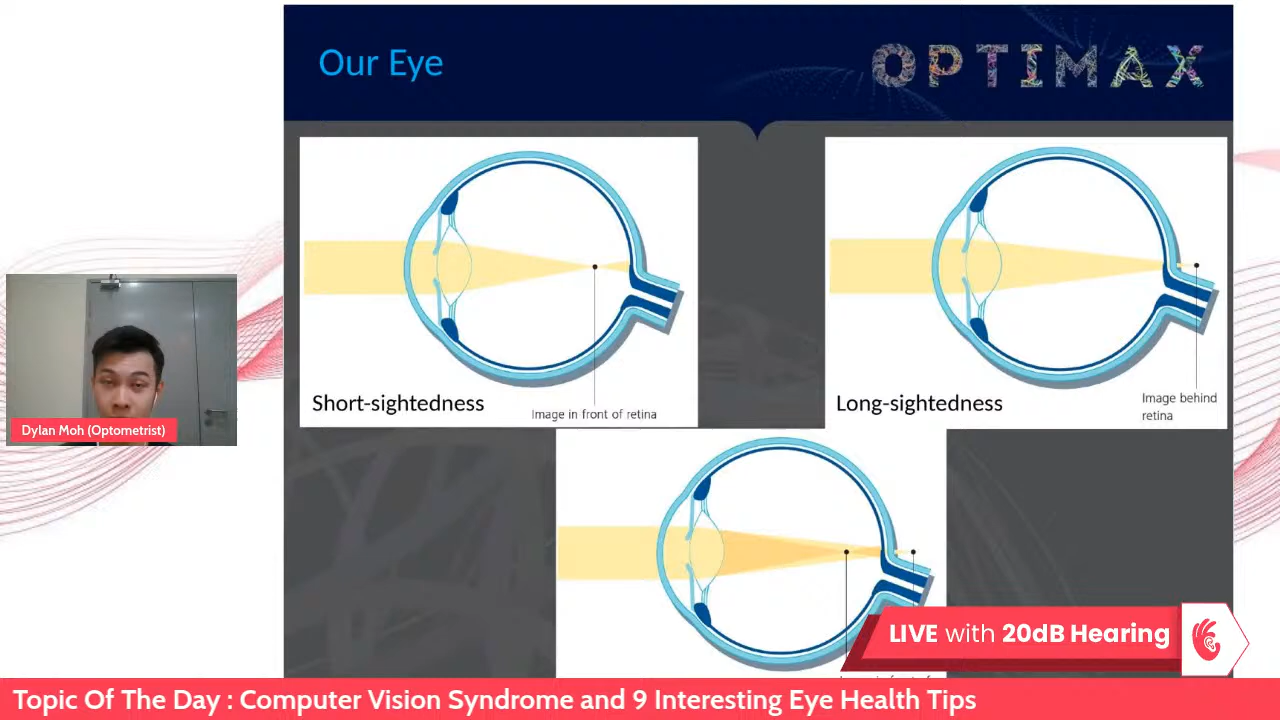 Our Eye
OPTIMAX
Short-sightedness
Image in front of retina
Long-sightedness
Image behind
retina
Dylan Moh (Optometrist)
LIVE with 20dB Hearing
Topic Of The Day : Computer Vision Syndrome and 9 Interesting Eye Health Tips